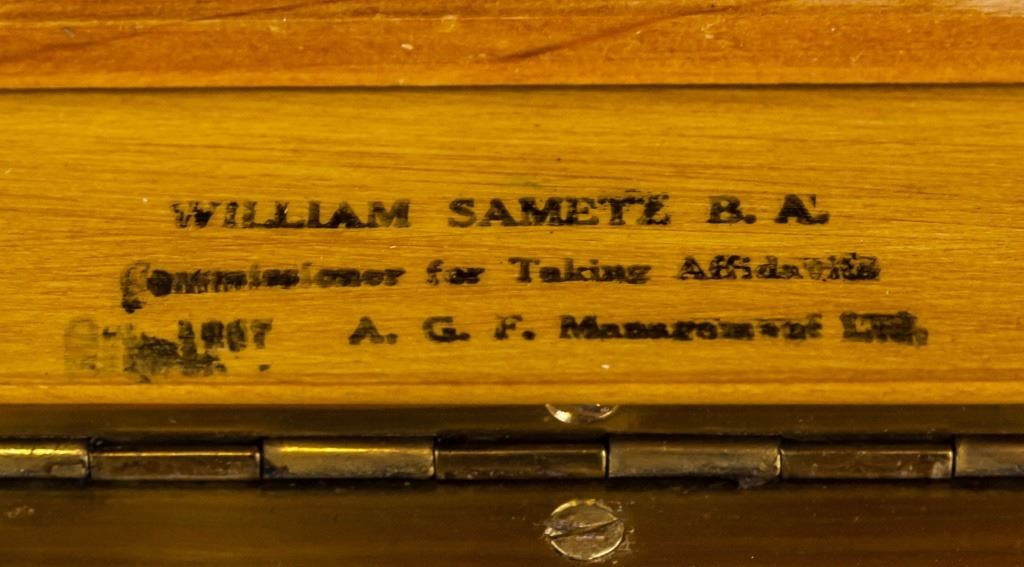 WILLIAM SAMETZ B. A.
Commissioner for Taking Affidavits
A. G. F. Management Ltd.